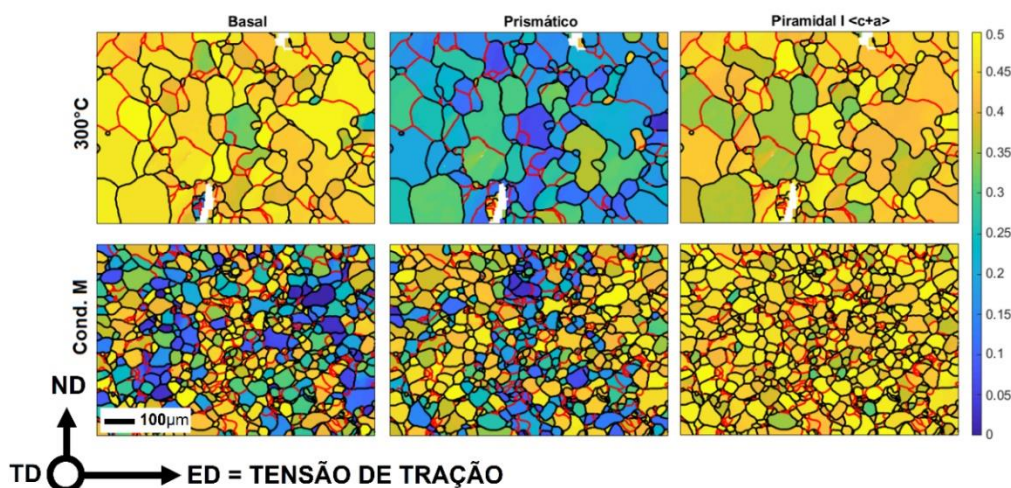 Basal
Prismático
Piramidal I <c+a>
300°C
Cond. M
0.5
0.45
0.4
0.35
0.3
0.25
0.2
0.15
0.1
0.05
0
100µm
ND
TD
ED = TENSÃO DE TRAÇÃO